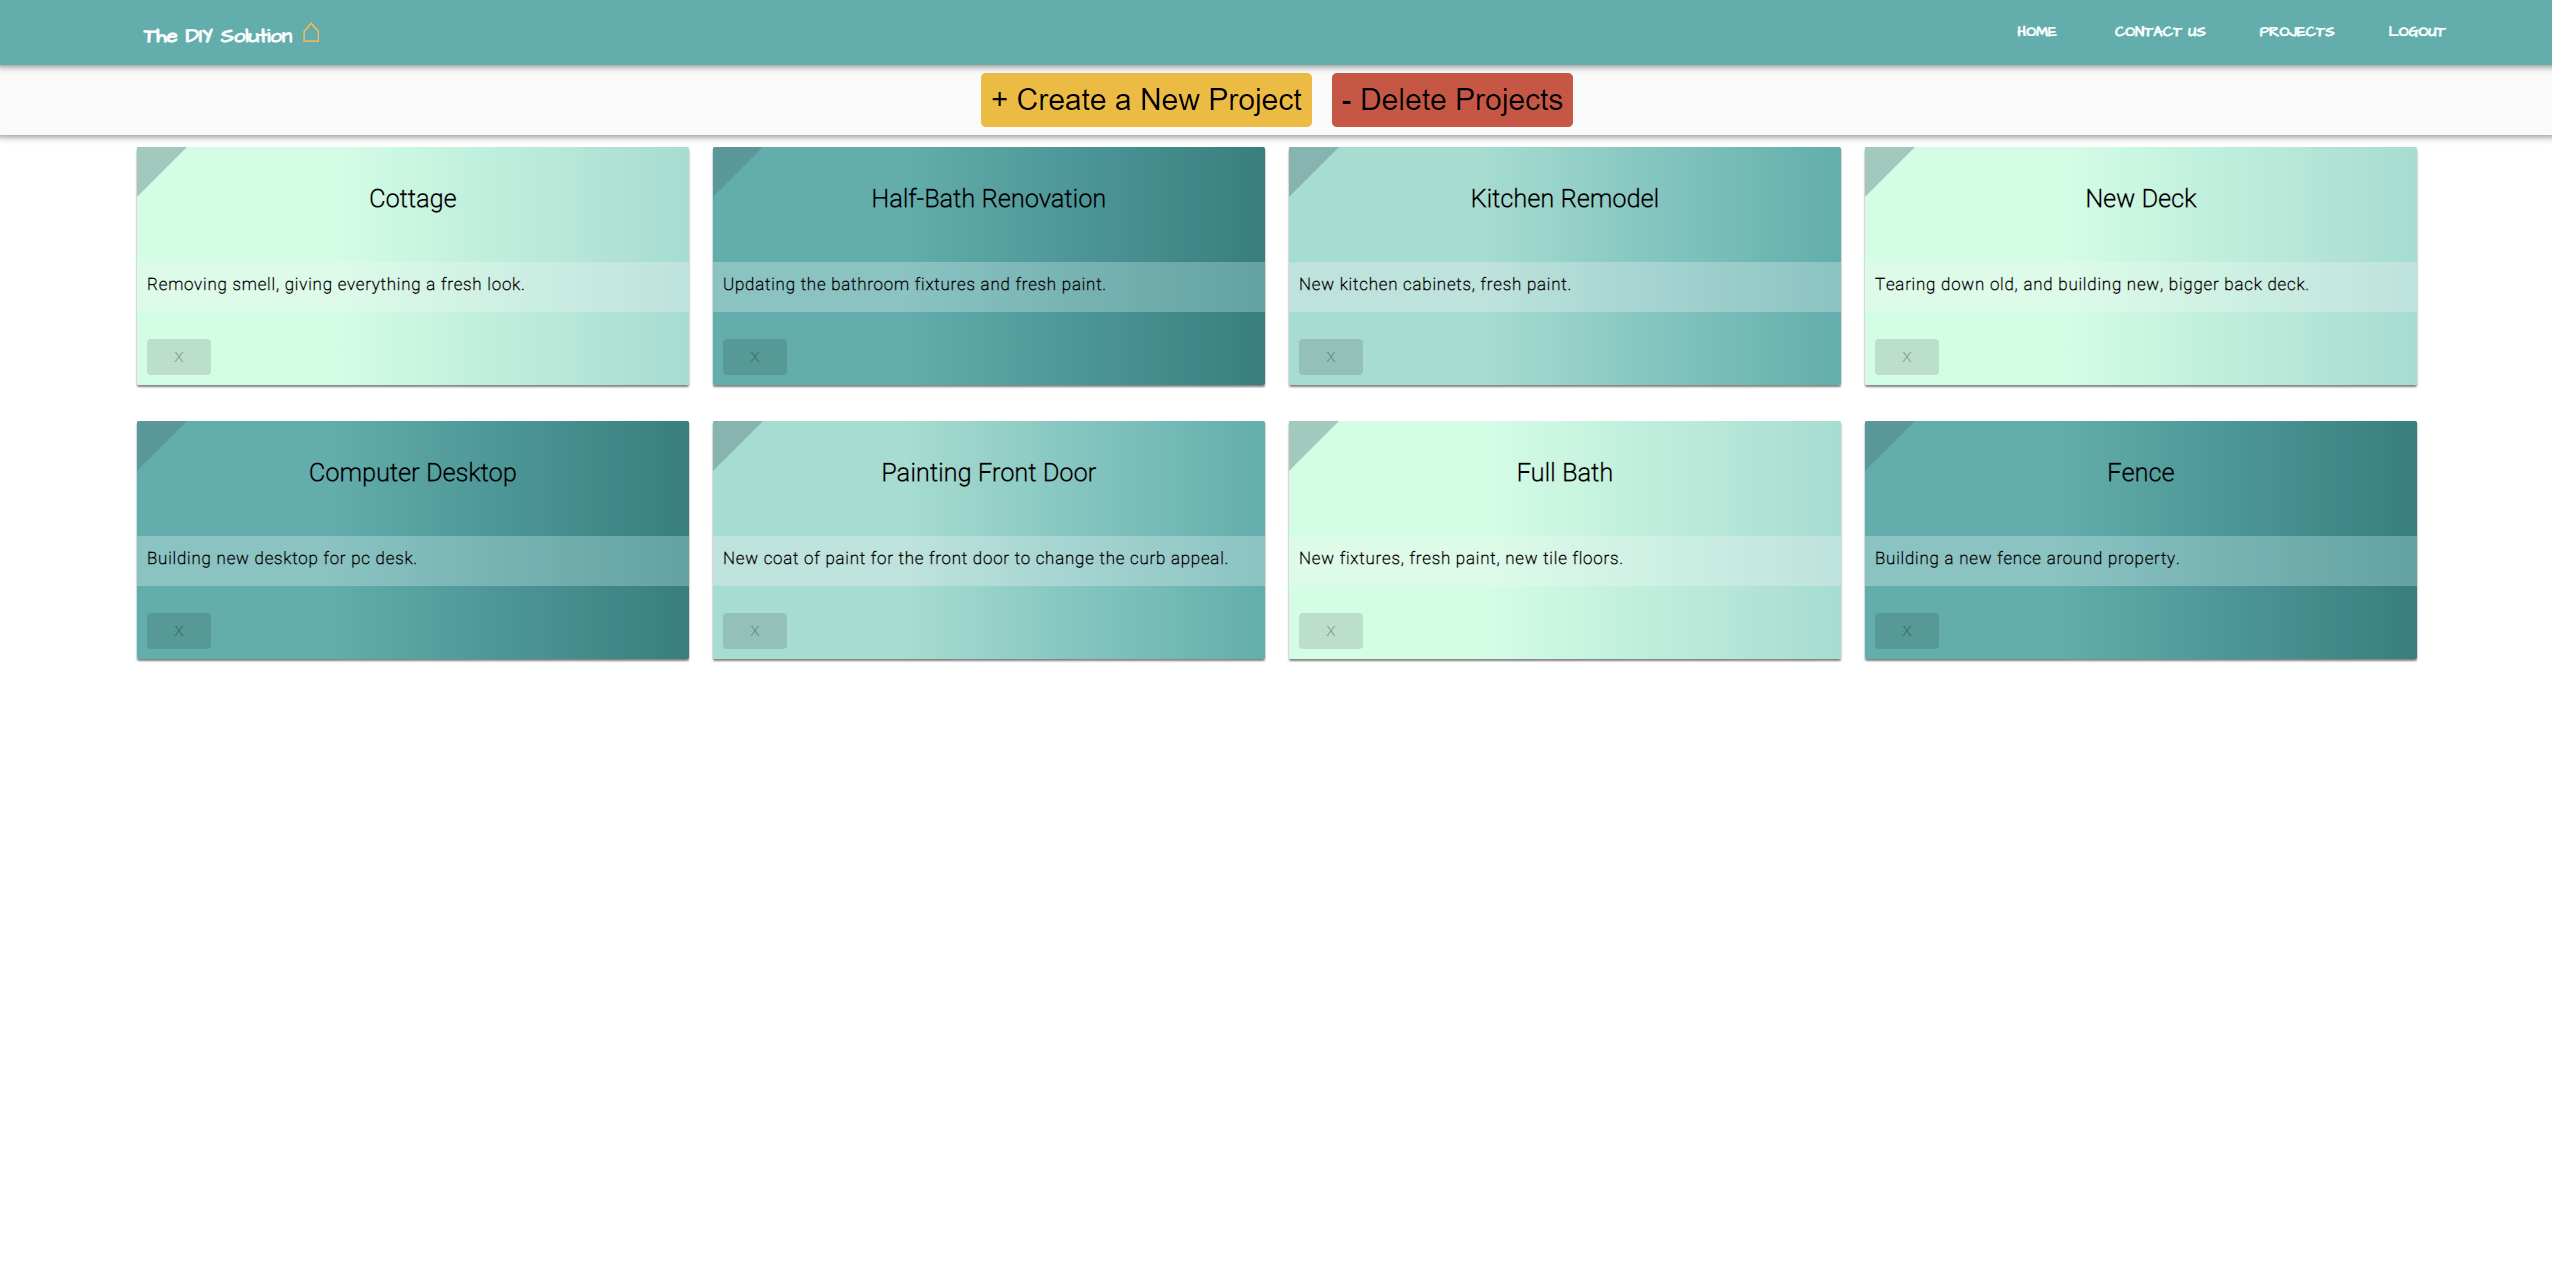 The DIY Solution
HOME CONTACT US PROJECTS LOGOUT
+ Create a New Project - Delete Projects
Cottage
Removing smell, giving everything a fresh look.
X
Half-Bath Renovation
Updating the bathroom fixtures and fresh paint.
X
Kitchen Remodel
New kitchen cabinets, fresh paint.
X
New Deck
Tearing down old, and building new, bigger back deck.
X
Computer Desktop
Building new desktop for pc desk.
X
Painting Front Door
New coat of paint for the front door to change the curb appeal.
X
Full Bath
New fixtures, fresh paint, new tile floors.
X
Fence
Building a new fence around property.
X